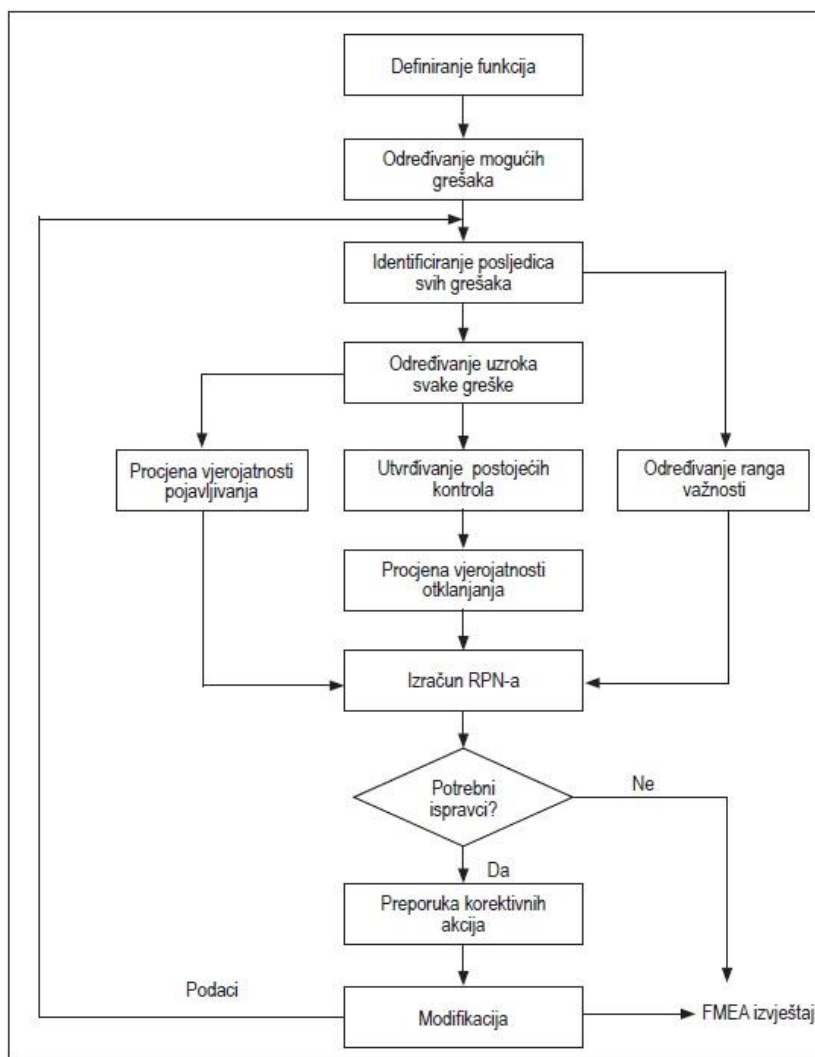 Definiranje funkcija
Određivanje mogućih
grešaka
Identificiranje posljedica
svih grešaka
Određivanje uzroka
svake greške
Procjena vjerojatnosti
pojavljivanja
Utvrđivanje postojećih
kontrola
Određivanje ranga
važnosti
Procjena vjerojatnosti
otklanjanja
Izračun RPN-a
Potrebni
ispravci?
Ne
Da
Preporuka korektivnih
akcija
Podaci
Modifikacija
FMEA izvještaj